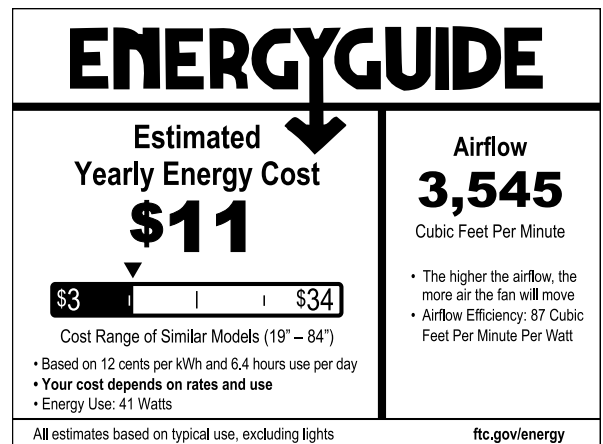 ENERGYGUIDE
Estimated
Yearly Energy Cost
$11
$3 $34
Cost Range of Similar Models (19” – 84”)
• Based on 12 cents per kWh and 6.4 hours use per day
• Your cost depends on rates and use
• Energy Use: 41 Watts
Airflow
3,545
Cubic Feet Per Minute
• The higher the airflow, the
more air the fan will move
• Airflow Efficiency: 87 Cubic
Feet Per Minute Per Watt
All estimates based on typical use, excluding lights
ftc.gov/energy